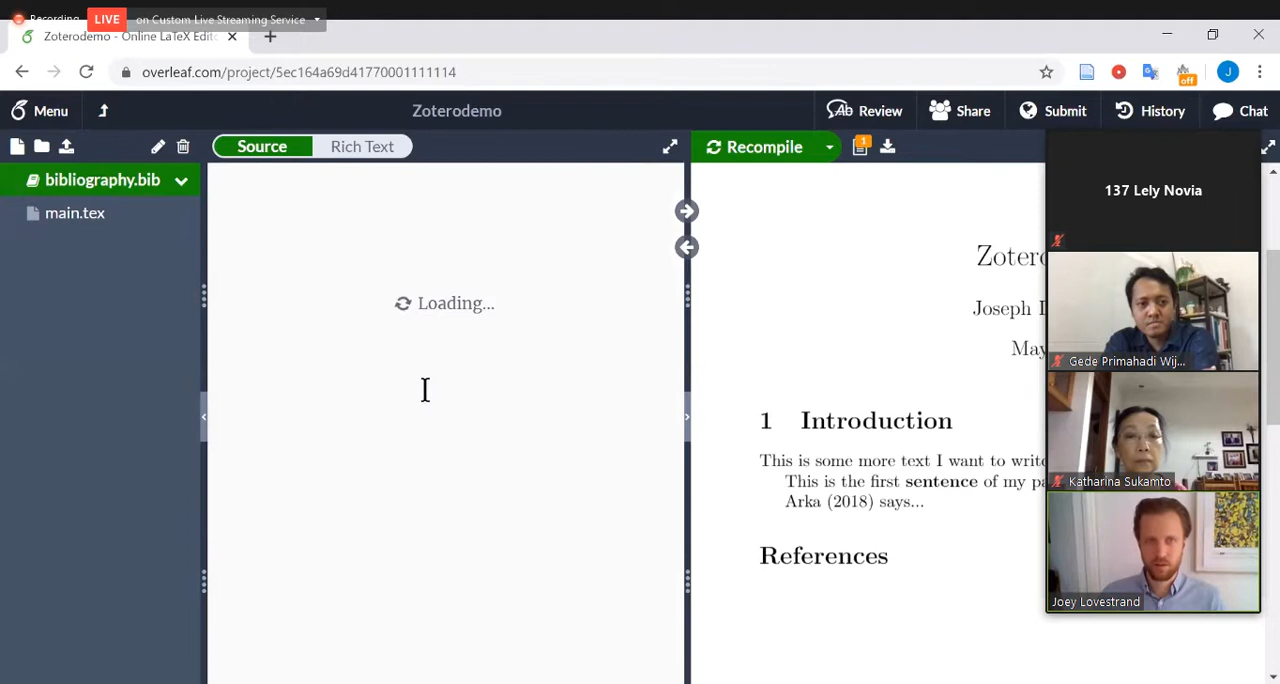 Recording
LIVE
on Custom Live Streaming Service
Zoterodemo - Online LaTeX Edito
overleaf.com/project/5ec164a69d41770001111114
J
off
Menu
Zoterodemo
Review
Share
Submit
History
Chat
Source
Rich Text
Recompile
1
bibliography.bib
main.tex
Loading...
Zotero
Joseph
May
1 Introduction
This is some more text I want to write
This is the first sentence of my pa
Arka (2018) says...
References
137 Lely Novia
Gede Primahadi Wij...
Katharina Sukamto
Joey Lovestrand